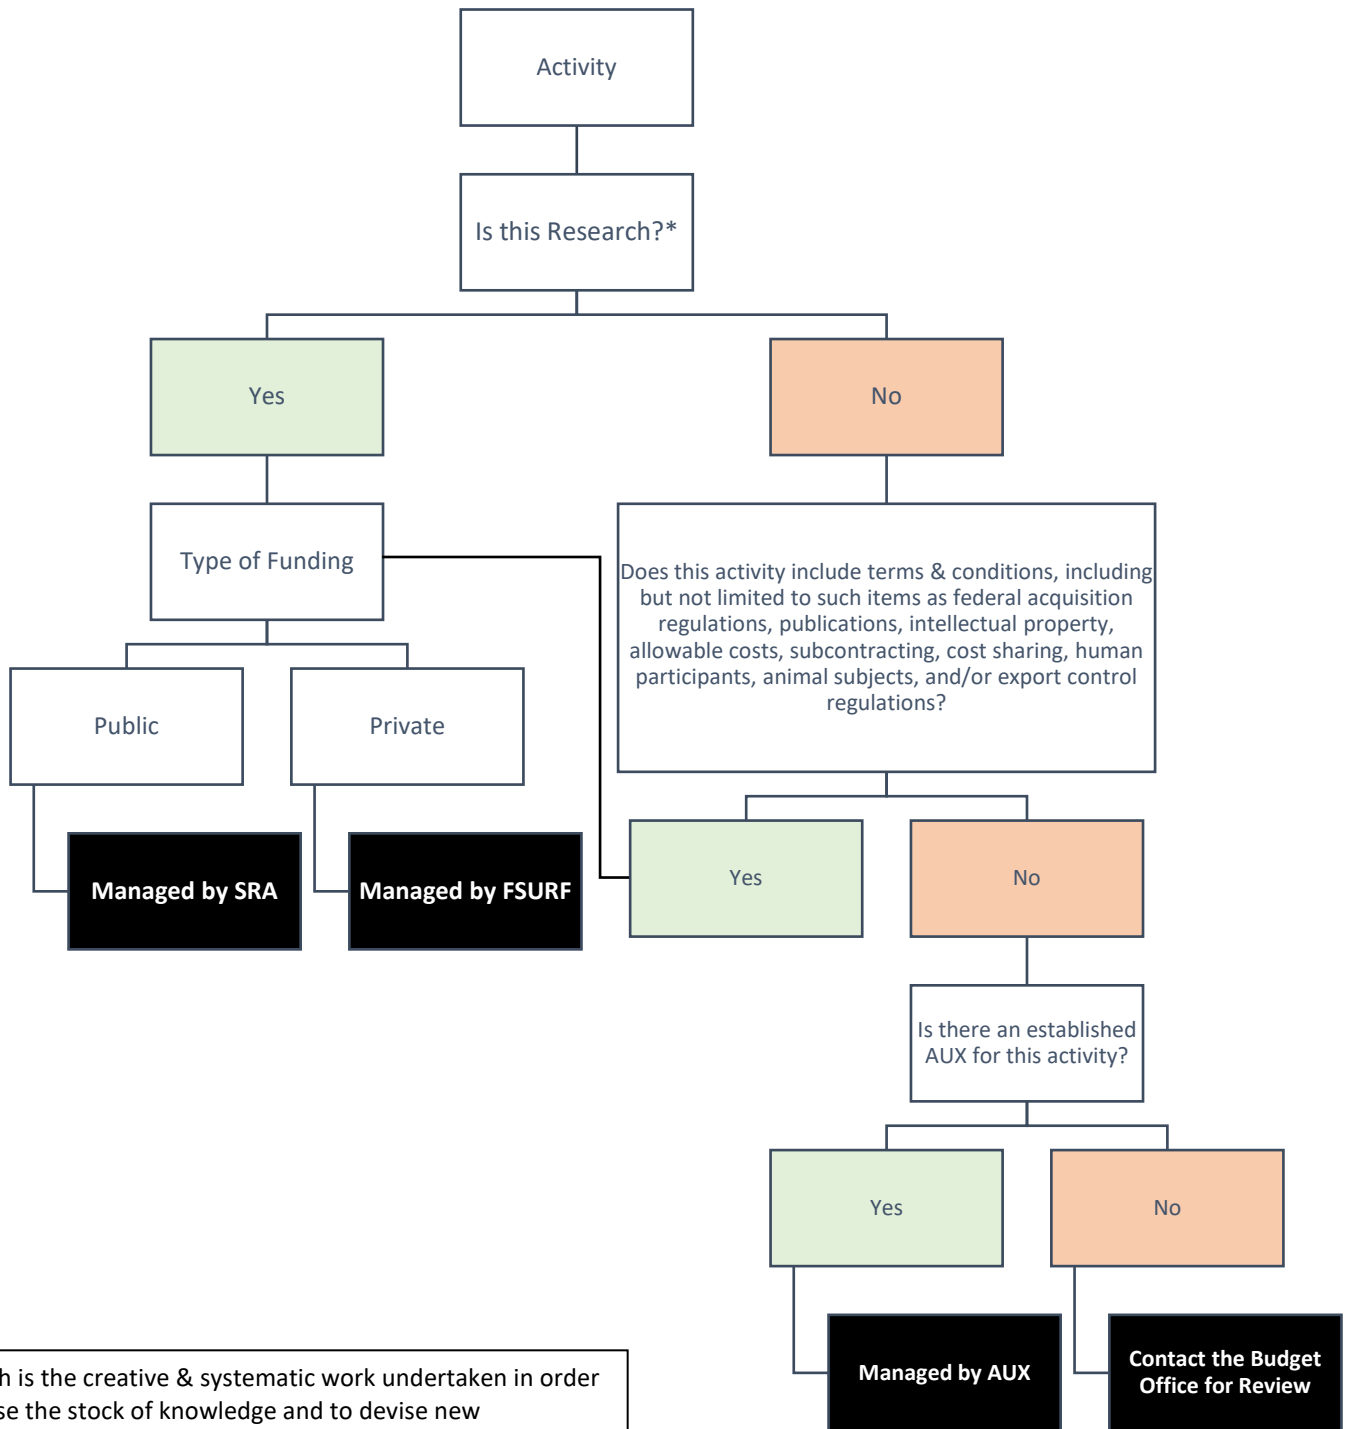 Activity
Is this Research?*
Yes
No
Type of Funding
Does this activity include terms & conditions, including
but not limited to such items as federal acquisition
regulations, publications, intellectual property,
allowable costs, subcontracting, cost sharing, human
participants, animal subjects, and/or export control
regulations?
Public
Private
Managed by SRA
Managed by FSURF
Yes
No
Is there an established
AUX for this activity?
Yes
No
Managed by AUX
Contact the Budget
Office for Review
is the creative & systematic work undertaken in order
the stock of knowledge and to devise new